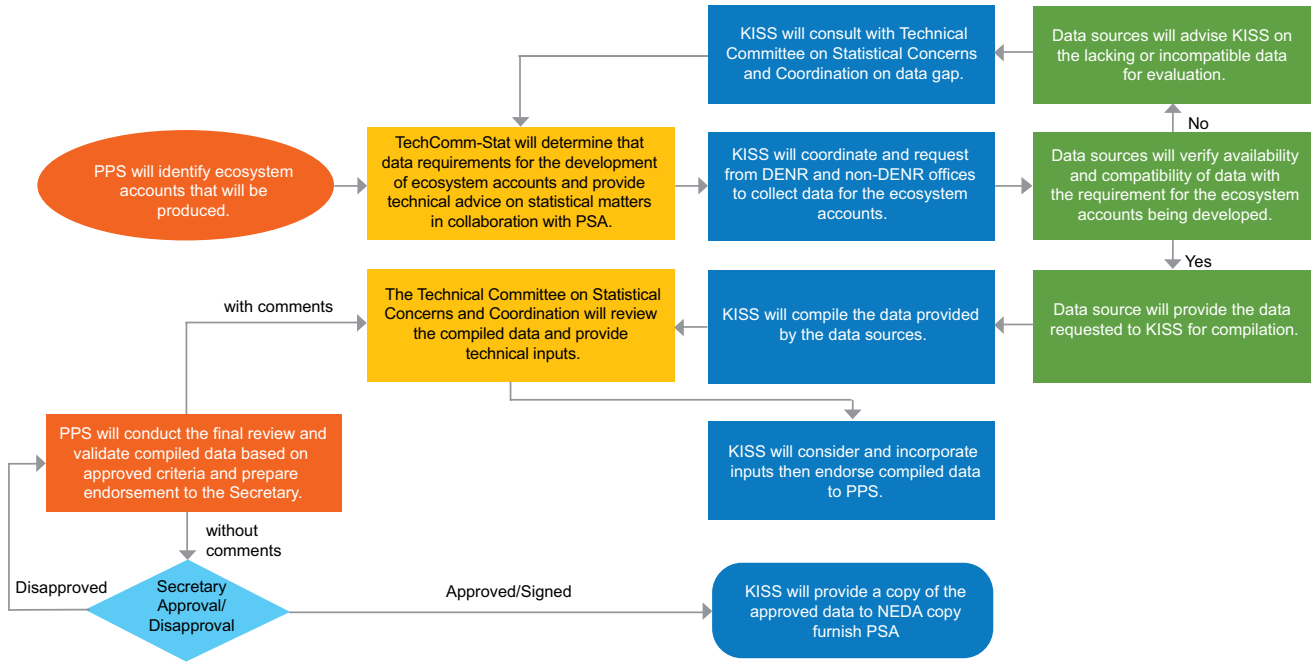 KISS will consult with Technical
Committee on Statistical Concerns
and Coordination on data gap.
Data sources will advise KISS on
the lacking or incompatible data
for evaluation.
No
PPS will identify ecosystem
accounts that will be
produced.
TechComm-Stat will determine that
data requirements for the development
of ecosystem accounts and provide
technical advice on statistical matters
in collaboration with PSA.
KISS will coordinate and request
from DENR and non-DENR offices
to collect data for the ecosystem
accounts.
Data sources will verify availability
and compatibility of data with
the requirement for the ecosystem
accounts being developed.
Yes
with comments
The Technical Committee on Statistical
Concerns and Coordination will review
the compiled data and provide
technical inputs.
KISS will compile the data provided
by the data sources.
Data source will provide the data
requested to KISS for compilation.
PPS will conduct the final review and
validate compiled data based on
approved criteria and prepare
endorsement to the Secretary.
KISS will consider and incorporate
inputs then endorse compiled data
to PPS.
without
comments
Disapproved
Secretary
Approval/
Disapproval
Approved/Signed
KISS will provide a copy of the
approved data to NEDA copy
furnish PSA